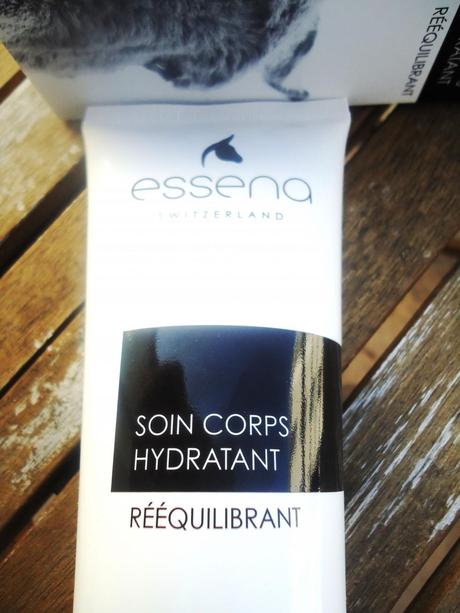 RÉÉQUILIBRANT
essena
SWITZERLAND
SOIN CORPS
HYDRATANT
RÉÉQUILIBRANT